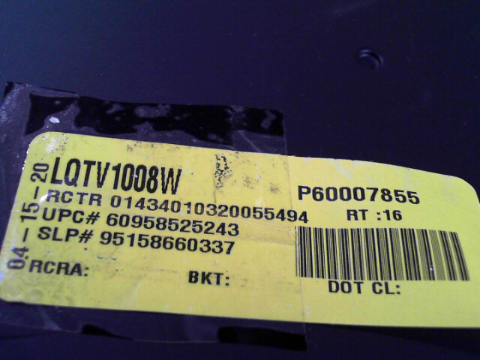 LQTV1008W
P60007855
RCTR 01434010320055494
RT :16
UPC# 60958525243
SLP# 95158660337
RCRA:
BKT:
DOT CL:
04-15-20